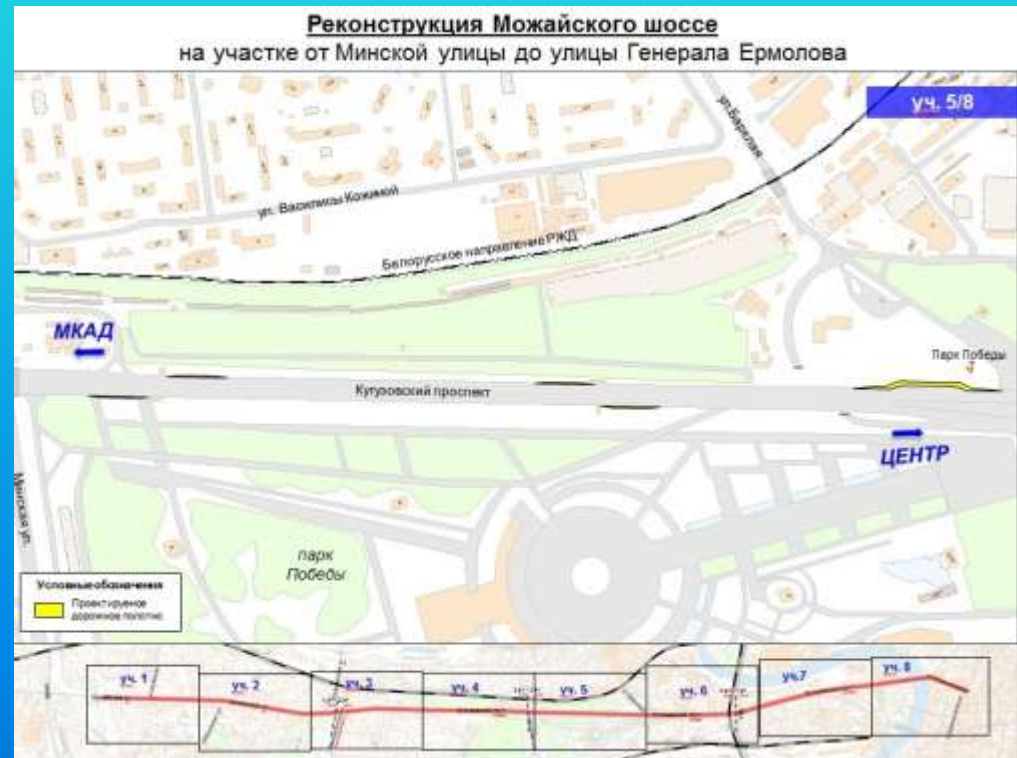 Реконструкция Можайского шоссе
на участке от Минской улицы до улицы Генерала Ермолова
уч. 5/8
ул.Барклая
ул. Василисы Кожиной
Белорусское направление РЖД
МКАД
Парк Победы
Кутузовский проспект
ЦЕНТР
Минская ул.
парк
Победы
Условные обозначения
Проектируемое
дорожное полотно
уч. 1
уч. 2
уч. 3
уч. 4
уч. 5
уч. 6
уч.7
уч. 8